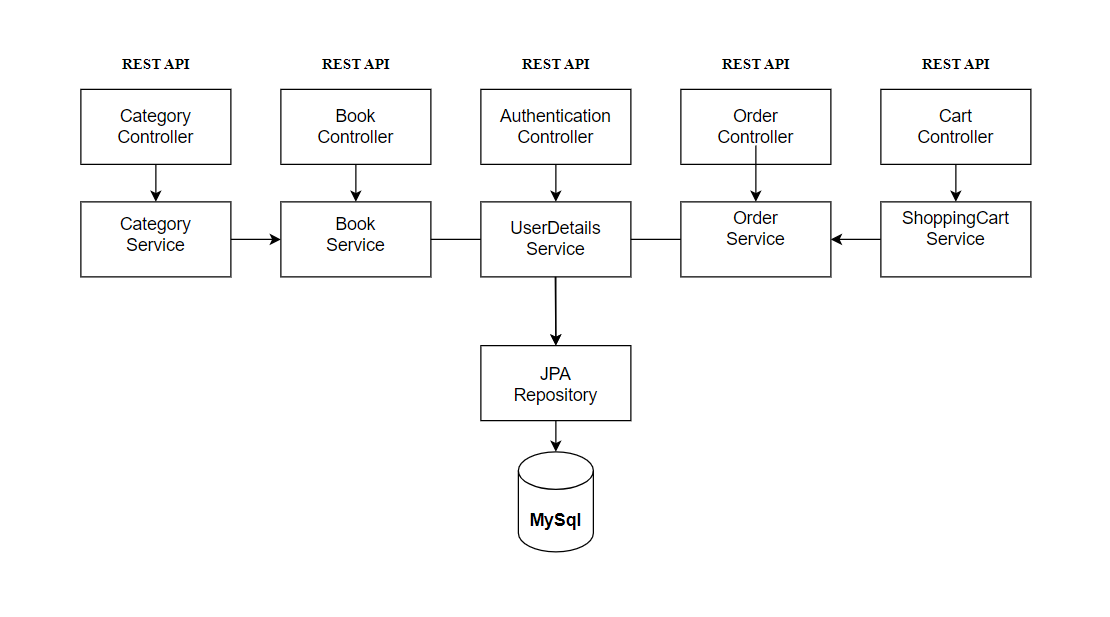 REST API
REST API
REST API
REST API
REST API
Category
Controller
Book
Controller
Authentication
Controller
Order
Controller
Cart
Controller
Category
Service
Book
Service
UserDetails
Service
Order
Service
ShoppingCart
Service
JPA
Repository
MySql